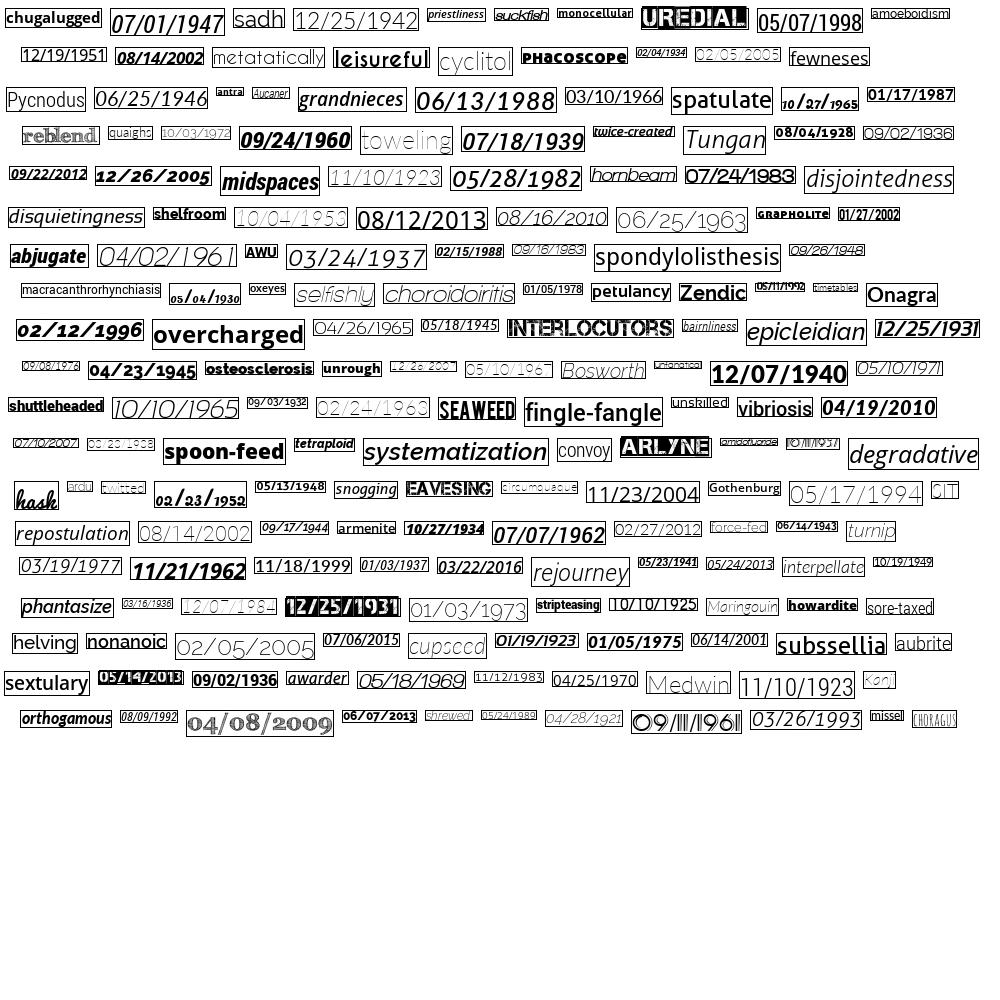 chugalugged 07/01/1947 sadh 12/25/1942 priestliness suckfish monocellular UREDIAL 05/07/1998 amoeboidism
12/19/1951 08/14/2002 metatatically leisureful cyclitol PHACOSCOPE 02/04/1934 02/05/2005 fewneses
Pycnodus 06/25/1946 antra Aucaner grandnieces 06/13/1988 03/10/1966 spatulate 10/27/1965 01/17/1987
reblend quaighs 10/03/1972 09/24/1960 toweling 07/18/1939 twice-created Tungan 08/04/1928 09/02/1936
09/22/2012 12/26/2005 midspaces 11/10/1923 05/28/1982 hornbeam 07/24/1983 disjointedness
disquietingness shelfroom 10/04/1953 08/12/2013 08/16/2010 06/25/1963 GRAPHOLITE 01/27/2002
abjugate 04/02/1961 AWU 03/24/1937 02/15/1988 09/16/1983 spondylolisthesis 09/26/1948
macracanthrorhynchiasis 05/04/1930 oxeyes selfishly choroidoiritis 01/05/1978 petulancy Zendic 05/11/1992 timetables Onagra
02/12/1996 overcharged 04/26/1965 05/18/1945 INTERLOCUTORS bairnliness epicleidian 12/25/1931
09/08/1976 04/23/1945 osteosclerosis unrough 12/26/2007 05/10/1967 Bosworth unfanatical 12/07/1940 05/10/1971
shuttleheaded 10/10/1965 09/03/1932 02/24/1963 SEAWEED fingle-fangle unskilled vibriosis 04/19/2010
07/10/2007 spoon-feed tetraploid systematization convoy ARLYNE 10/11/1937 degradative
hask ardu twitted 02/23/1952 05/13/1948 snogging EAVESING circumaquaque 11/23/2004 Gothenburg 05/17/1994 CIT
repostulation 08/14/2002 09/17/1944 armenite 10/27/1934 07/07/1962 02/27/2012 force-fed 06/14/1943 turnip
03/19/1977 11/21/1962 11/18/1999 01/03/1937 03/22/2016 rejourney 05/23/1941 05/24/2013 interpellate 10/19/1949
phantasize 03/16/1936 12/07/1984 12/25/1931 01/03/1973 stripteasing 10/10/1925 Maringouin howardite sore-taxed
helving nonanoic 02/05/2005 07/06/2015 cupseed 01/19/1923 01/05/1975 06/14/2001 subssellia aubrite
sextulary 05/14/2013 09/02/1936 awarder 05/18/1969 11/12/1983 04/25/1970 Medwin 11/10/1923 Kanji
orthogamous 08/09/1992 04/08/2009 06/07/2013 shrewed 05/24/1989 04/28/1921 09/11/1961 03/26/1993 missel CHORAGUS